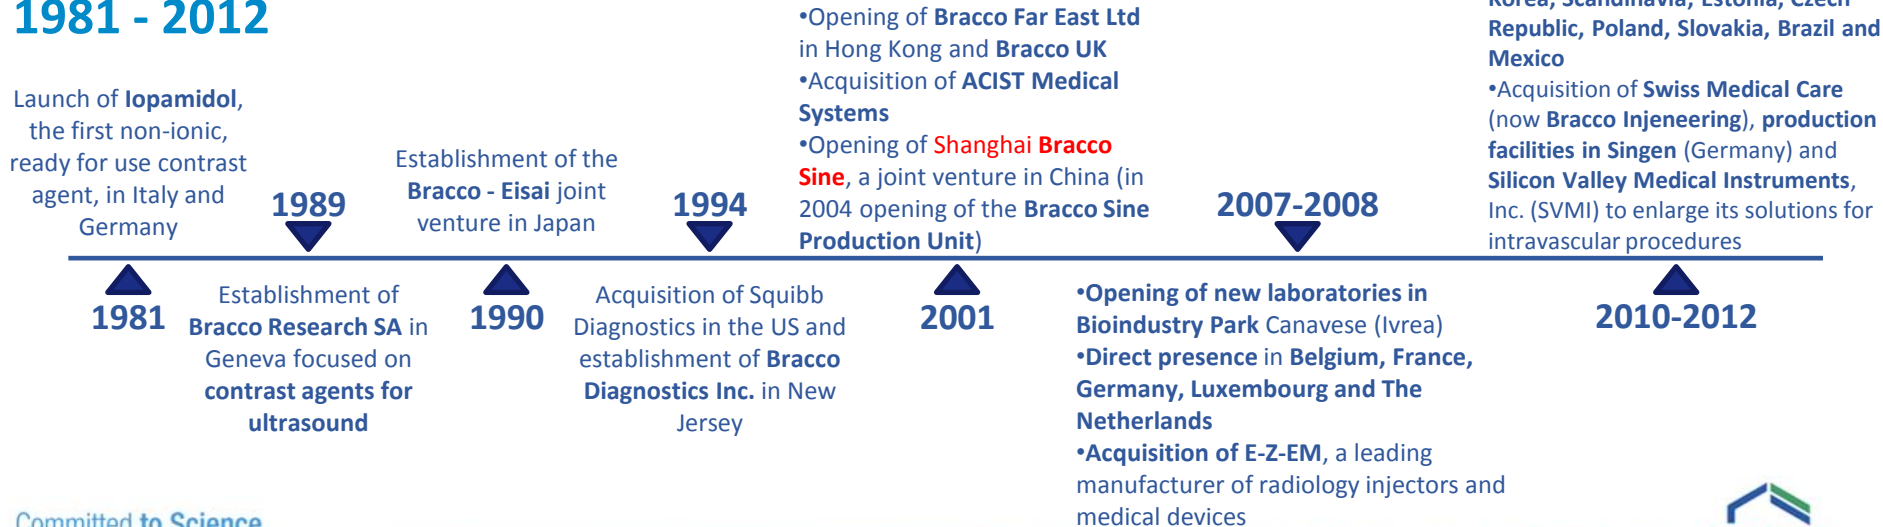 1981 - 2012
Launch of Iopamidol,
the first non-ionic,
ready for use contrast
agent, in Italy and
Germany
1981
1989
Establishment of
Bracco Research SA in
Geneva focused on
contrast agents for
ultrasound
Establishment of the
Bracco - Eisai joint
venture in Japan
1990
1994
Acquisition of Squibb
Diagnostics in the US and
establishment of Bracco
Diagnostics Inc. in New
Jersey
•Opening of Bracco Far East Ltd
in Hong Kong and Bracco UK
•Acquisition of ACIST Medical
Systems
•Opening of Shanghai Bracco
Sine, a joint venture in China (in
2004 opening of the Bracco Sine
Production Unit)
2001
2007-2008
•Opening of new laboratories in
Bioindustry Park Canavese (Ivrea)
•Direct presence in Belgium, France,
Germany, Luxembourg and The
Netherlands
•Acquisition of E-Z-EM, a leading
manufacturer of radiology injectors and
medical devices
Korea, Scandinavia, Estonia, Czech
Republic, Poland, Slovakia, Brazil and
Mexico
•Acquisition of Swiss Medical Care
(now Bracco Injeneering), production
facilities in Singen (Germany) and
Silicon Valley Medical Instruments,
Inc. (SVMI) to enlarge its solutions for
intravascular procedures
2010-2012
Committed to Science